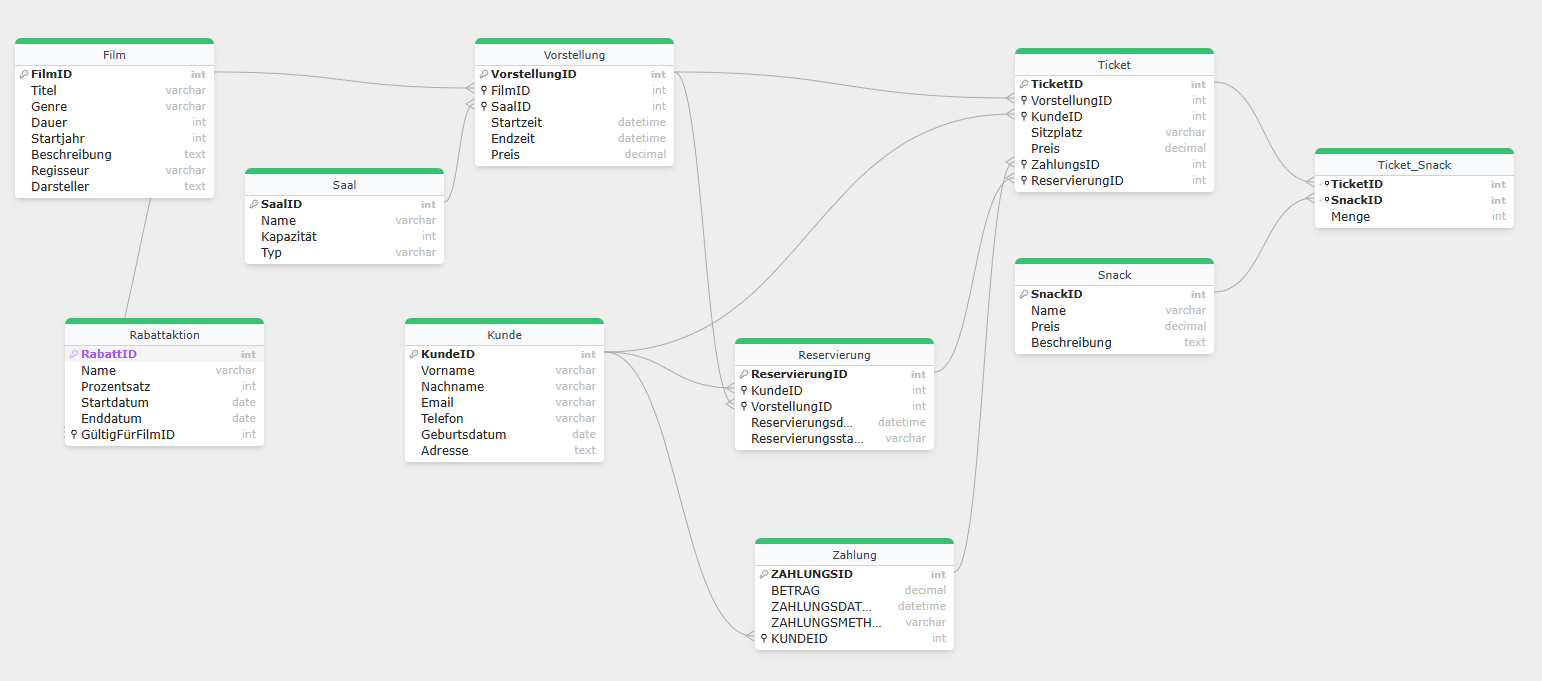 Film
FilmID int
Titel varchar
Genre varchar
Dauer int
Startjahr int
Beschreibung text
Regisseur varchar
Darsteller text
Saal
SaalID int
Name varchar
Kapazität int
Typ varchar
Vorstellung
VorstellungID int
FilmID int
SaalID int
Startzeit datetime
Endzeit datetime
Preis decimal
Ticket
TicketID int
VorstellungID int
KundeID int
Sitzplatz varchar
Preis decimal
ZahlungsID int
ReservierungID int
Ticket_Snack
TicketID int
SnackID int
Menge int
Snack
SnackID int
Name varchar
Preis decimal
Beschreibung text
Rabattaktion
RabattID int
Name varchar
Prozentsatz int
Startdatum date
Enddatum date
GültigFürFilmID int
Kunde
KundeID int
Vorname varchar
Nachname varchar
Email varchar
Telefon varchar
Geburtsdatum date
Adresse text
Reservierung
ReservierungID int
KundeID int
VorstellungID int
Reservierungsd... datetime
Reservierungssta... varchar
Zahlung
ZAHLUNGSID int
BETRAG decimal
ZAHLUNGSDAT... datetime
ZAHLUNGSMETH... varchar
KUNDEID int